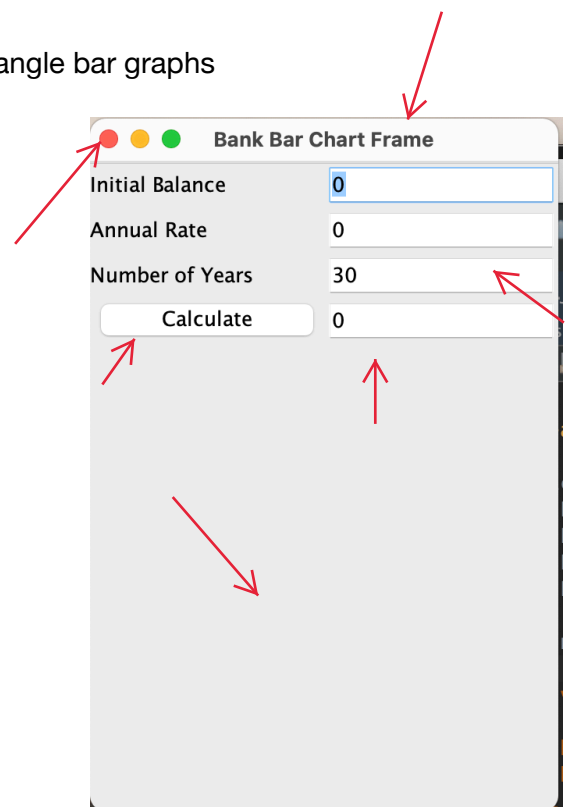 angle bar graphs
Bank Bar Chart Frame
Initial Balance 0
Annual Rate 0
Number of Years 30
Calculate 0